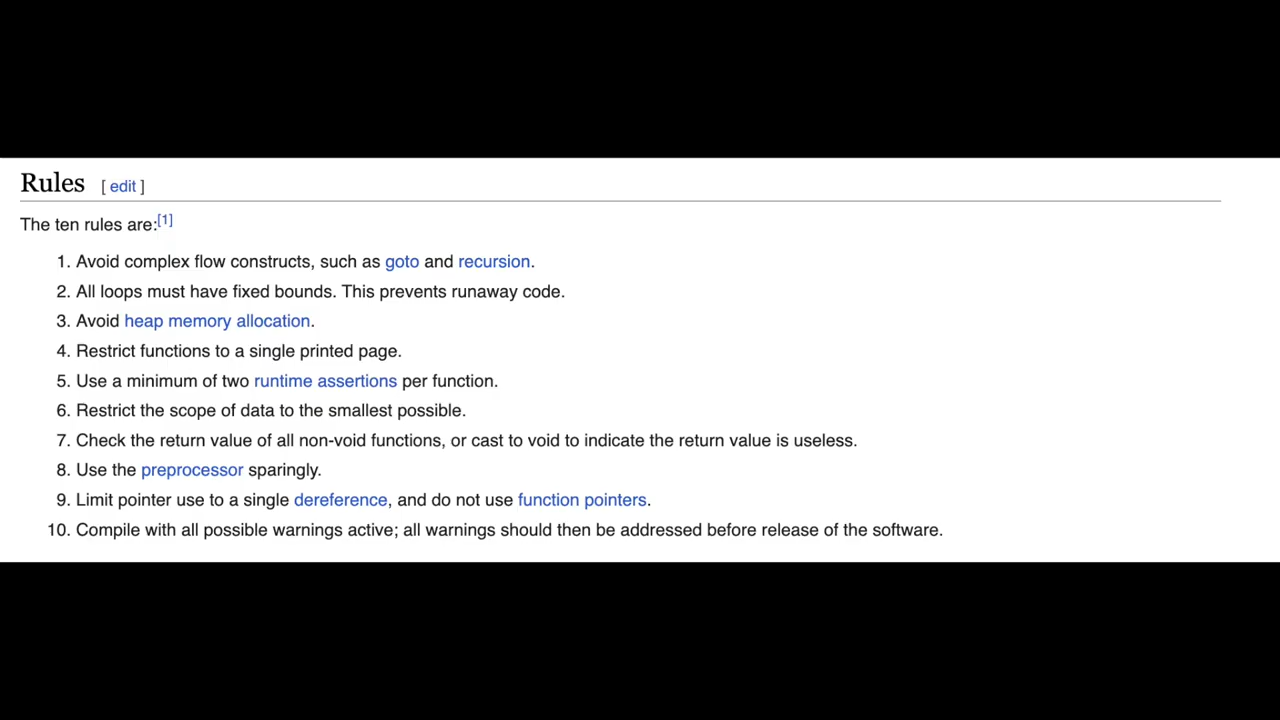 Rules [ edit ]
The ten rules are:[1]
1. Avoid complex flow constructs, such as goto and recursion.
2. All loops must have fixed bounds. This prevents runaway code.
3. Avoid heap memory allocation.
4. Restrict functions to a single printed page.
5. Use a minimum of two runtime assertions per function.
6. Restrict the scope of data to the smallest possible.
7. Check the return value of all non-void functions, or cast to void to indicate the return value is useless.
8. Use the preprocessor sparingly.
9. Limit pointer use to a single dereference, and do not use function pointers.
10. Compile with all possible warnings active; all warnings should then be addressed before release of the software.